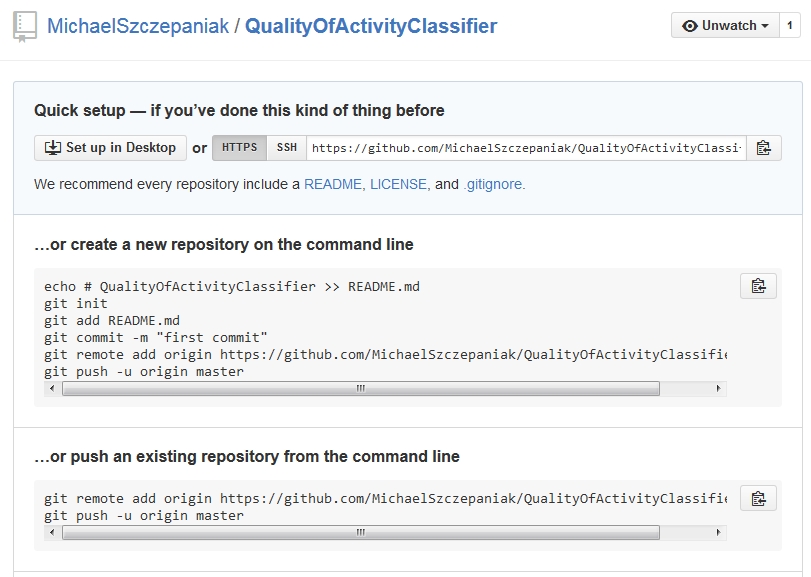 MichaelSzczepaniak / QualityOfActivityClassifier
Unwatch 1
Quick setup — if you’ve done this kind of thing before
Set up in Desktop or HTTPS SSH https://github.com/MichaelSzczepaniak/QualityOfActivityClassi
We recommend every repository include a README, LICENSE, and .gitignore.
…or create a new repository on the command line
echo # QualityOfActivityClassifier >> README.md
git init
git add README.md
git commit -m "first commit"
git remote add origin https://github.com/MichaelSzczepaniak/QualityOfActivityClassifi
git push -u origin master
…or push an existing repository from the command line
git remote add origin https://github.com/MichaelSzczepaniak/QualityOfActivityClassifi
git push -u origin master